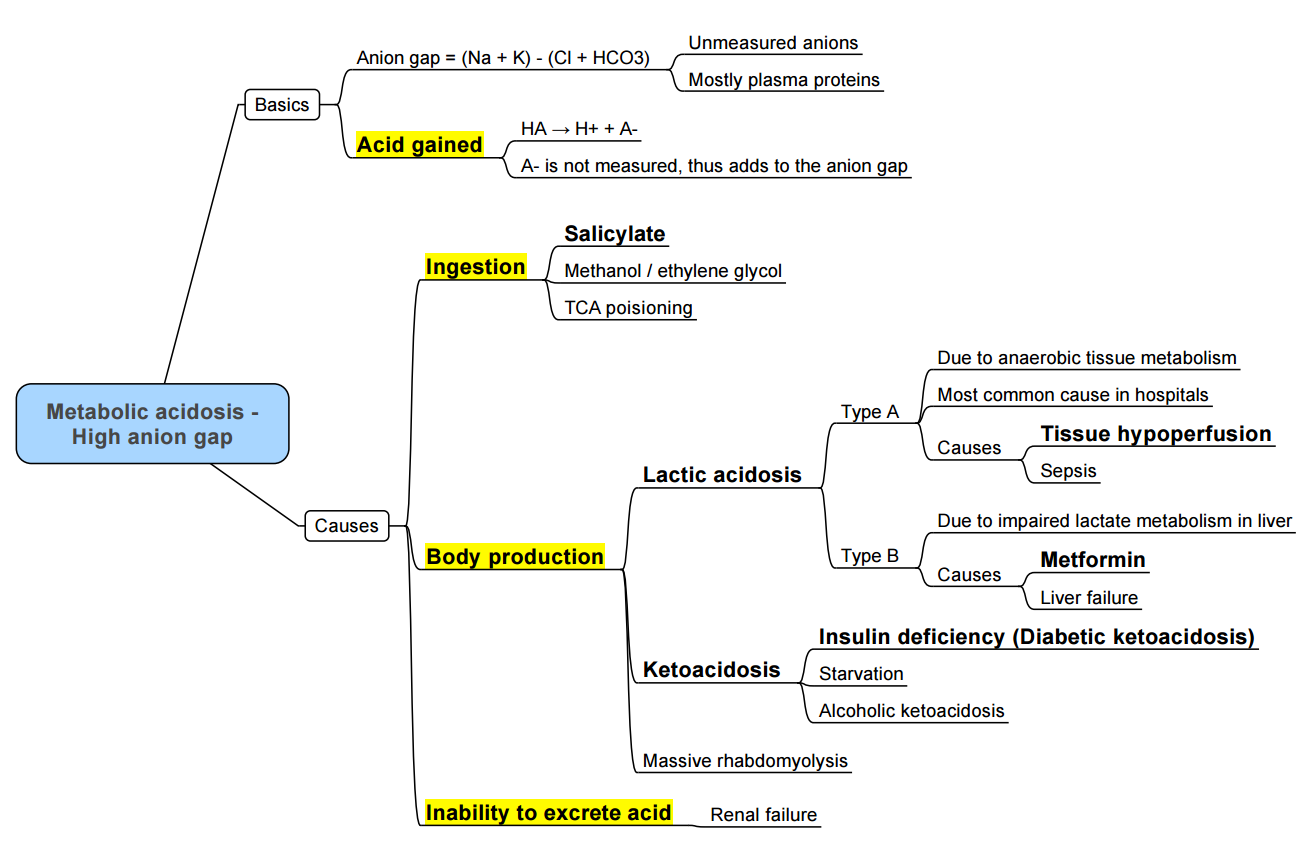 Anion gap = (Na + K) - (Cl + HCO3)
Unmeasured anions
Mostly plasma proteins
Basics
Acid gained
HA → H+ + A-
A- is not measured, thus adds to the anion gap
Salicylate
Ingestion
Methanol / ethylene glycol
TCA poisioning
Metabolic acidosis -
High anion gap
Causes
Due to anaerobic tissue metabolism
Type A
Most common cause in hospitals
Causes
Tissue hypoperfusion
Sepsis
Lactic acidosis
Due to impaired lactate metabolism in liver
Type B
Causes
Metformin
Liver failure
Body production
Insulin deficiency (Diabetic ketoacidosis)
Ketoacidosis
Starvation
Alcoholic ketoacidosis
Massive rhabdomyolysis
Inability to excrete acid
Renal failure